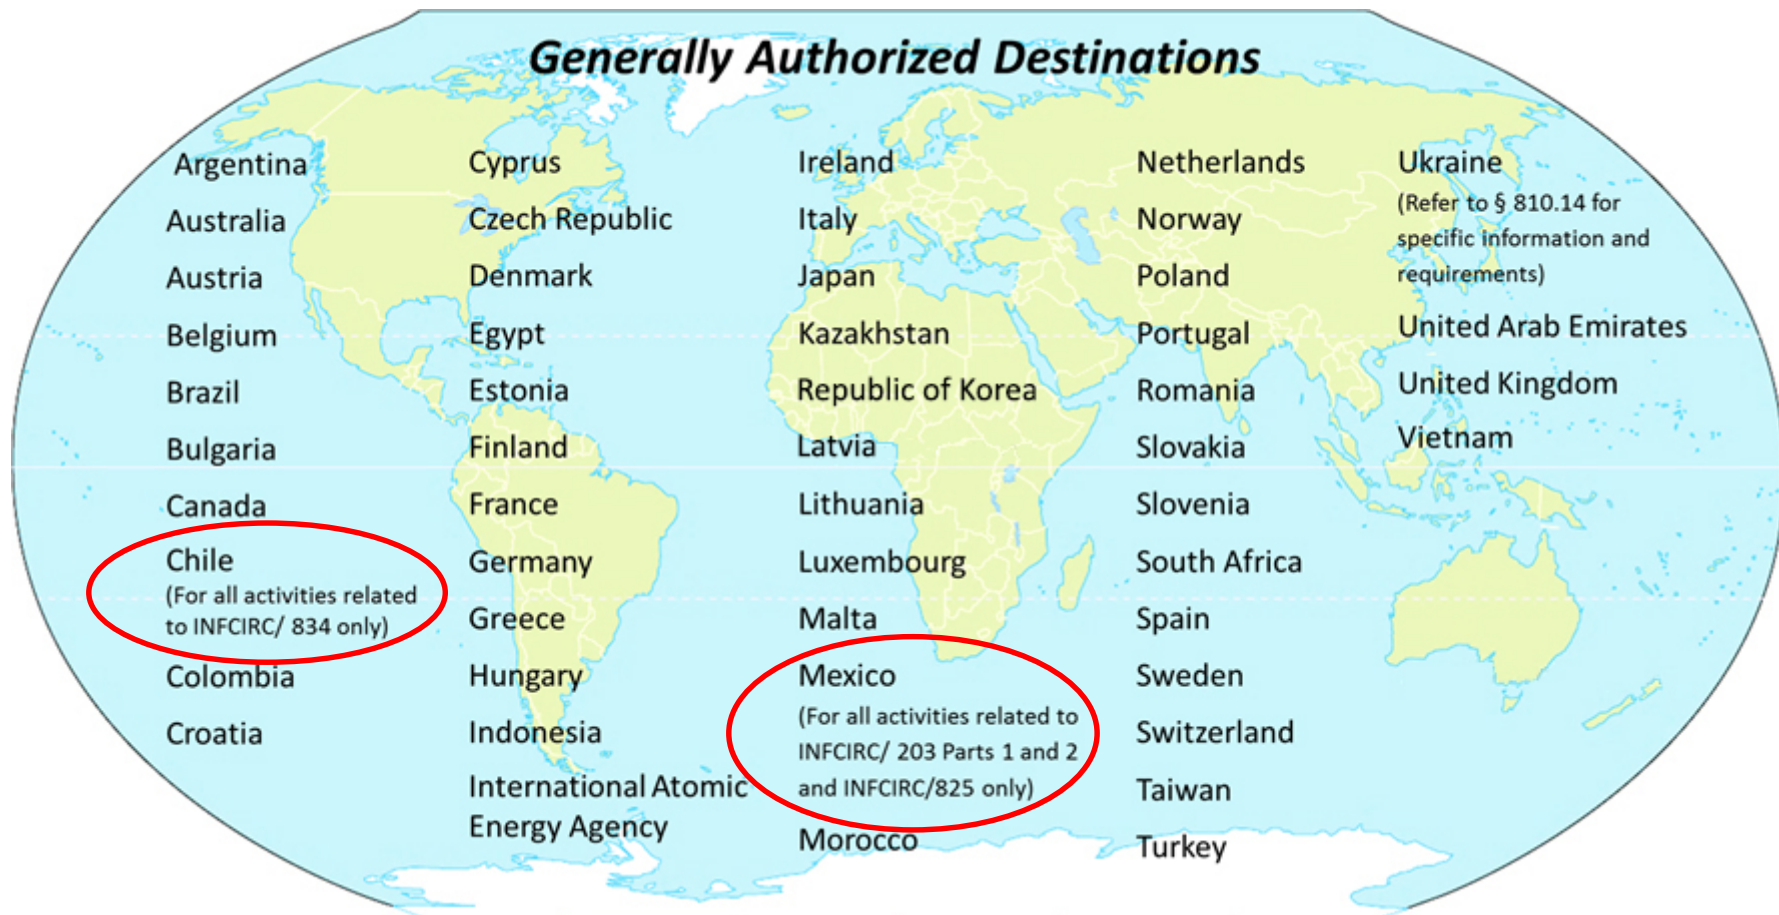 Generally Authorized Destinations
Argentina
Australia
Austria
Belgium
Brazil
Bulgaria
Canada
Chile
(For all activities related
to INFCIRC/ 834 only)
Colombia
Croatia
Cyprus
Czech Republic
Denmark
Egypt
Estonia
Finland
France
Germany
Greece
Hungary
Indonesia
International Atomic
Energy Agency
Ireland
Italy
Japan
Kazakhstan
Republic of Korea
Latvia
Lithuania
Luxembourg
Malta
Mexico
(For all activities related to
INFCIRC/ 203 Parts 1 and 2
and INFCIRC/825 only)
Morocco
Netherlands
Norway
Poland
Portugal
Romania
Slovakia
Slovenia
South Africa
Spain
Sweden
Switzerland
Taiwan
Turkey
Ukraine
(Refer to § 810.14 for
specific information and
requirements)
United Arab Emirates
United Kingdom
Vietnam